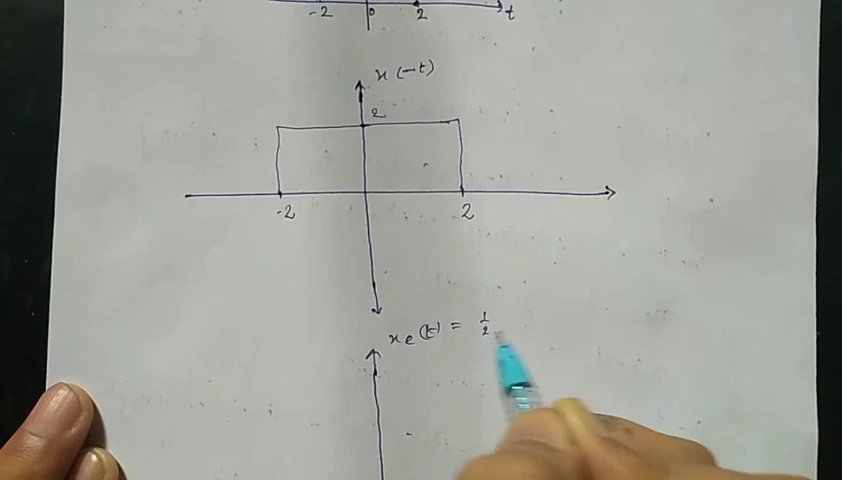 -2 0 2 t
x(-t)
2
-2 2
xe(t) = 1/2